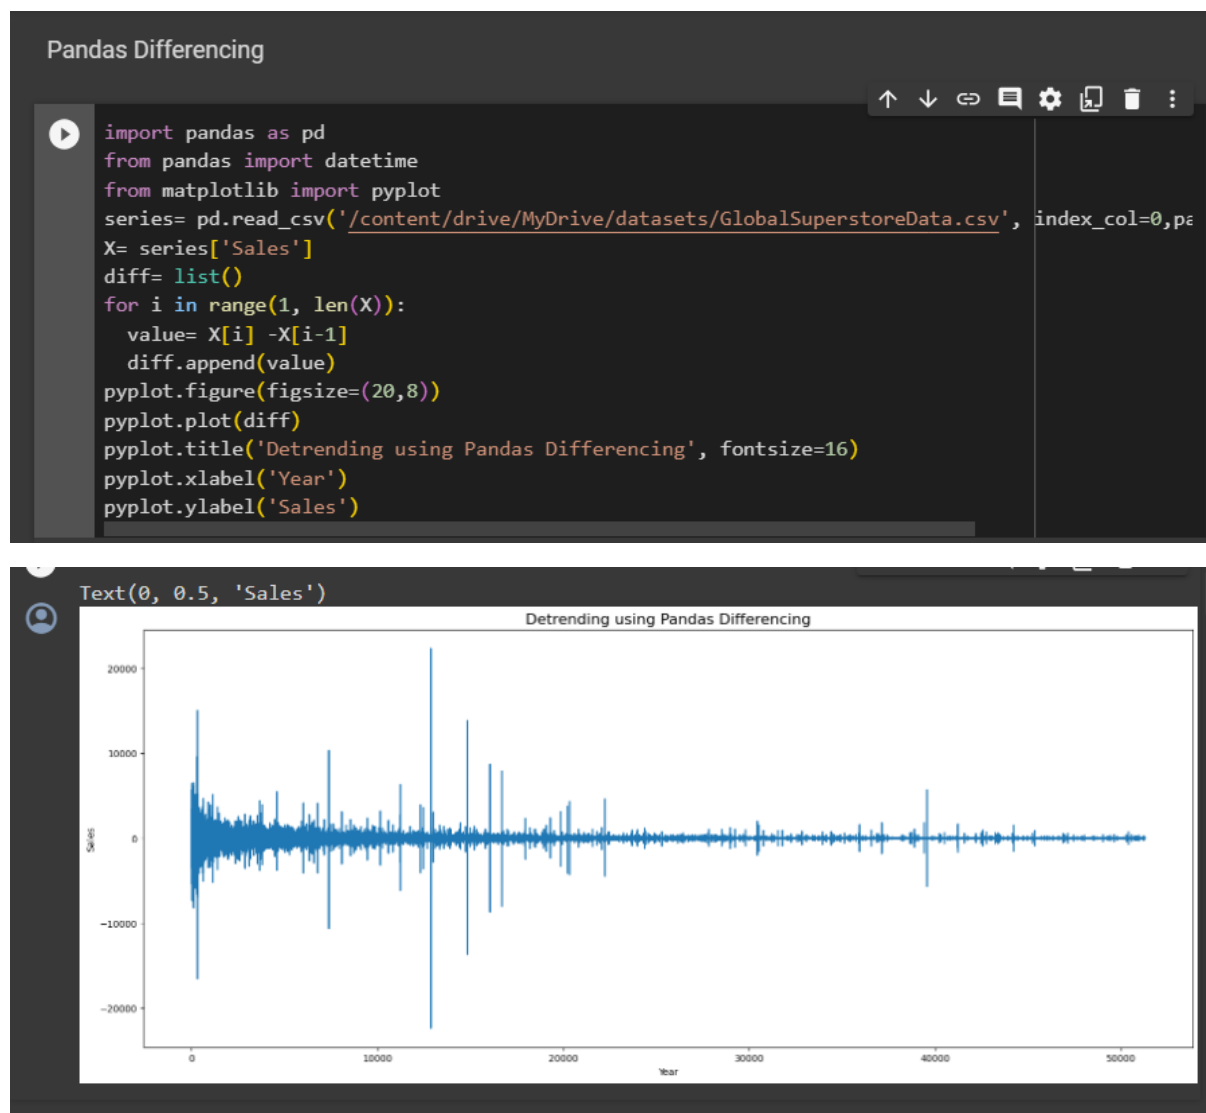 Pandas Differencing
import pandas as pd
from pandas import datetime
from matplotlib import pyplot
series= pd.read_csv('/content/drive/MyDrive/datasets/GlobalSuperstoreData.csv', index_col=0,pa
X= series['Sales']
diff= list()
for i in range(1, len(X)):
  value= X[i] -X[i-1]
  diff.append(value)
pyplot.figure(figsize=(20,8))
pyplot.plot(diff)
pyplot.title('Detrending using Pandas Differencing', fontsize=16)
pyplot.xlabel('Year')
pyplot.ylabel('Sales')
Text(0, 0.5, 'Sales')
Detrending using Pandas Differencing
20000
10000
0
−10000
−20000
Sales
0 10000 20000 30000 40000 50000
Year